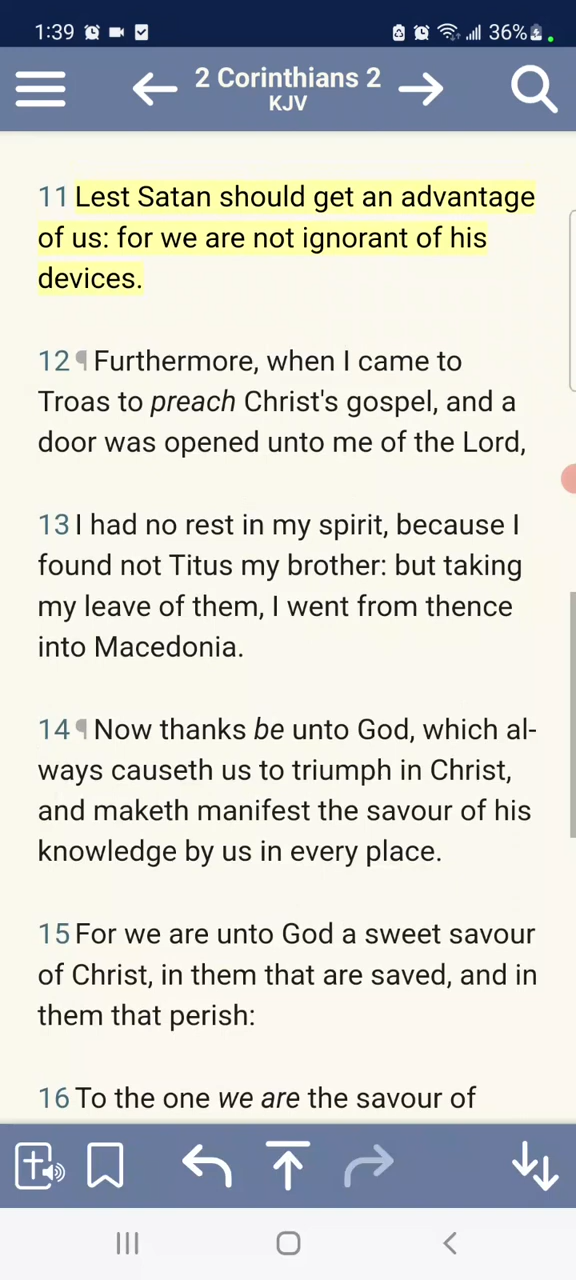 1:39
36%
2 Corinthians 2
KJV
11 Lest Satan should get an advantage
of us: for we are not ignorant of his
devices.
12 ¶ Furthermore, when I came to
Troas to preach Christ's gospel, and a
door was opened unto me of the Lord,
13 I had no rest in my spirit, because I
found not Titus my brother: but taking
my leave of them, I went from thence
into Macedonia.
14 ¶ Now thanks be unto God, which al-
ways causeth us to triumph in Christ,
and maketh manifest the savour of his
knowledge by us in every place.
15 For we are unto God a sweet savour
of Christ, in them that are saved, and in
them that perish:
16 To the one we are the savour of